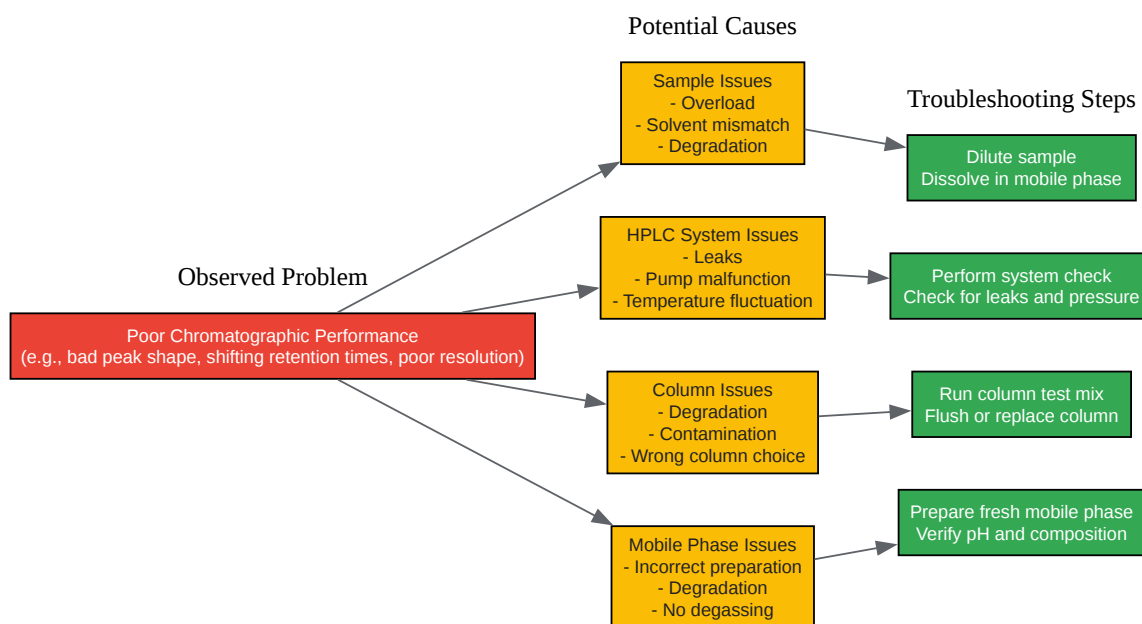 Potential Causes
Sample Issues
- Overload
- Solvent mismatch
- Degradation
Troubleshooting Steps
Dilute sample
Dissolve in mobile phase
HPLC System Issues
- Leaks
- Pump malfunction
- Temperature fluctuation
Perform system check
Check for leaks and pressure
Observed Problem
Poor Chromatographic Performance
(e.g., bad peak shape, shifting retention times, poor resolution)
Column Issues
- Degradation
- Contamination
- Wrong column choice
Run column test mix
Flush or replace column
Mobile Phase Issues
- Incorrect preparation
- Degradation
- No degassing
Prepare fresh mobile phase
Verify pH and composition